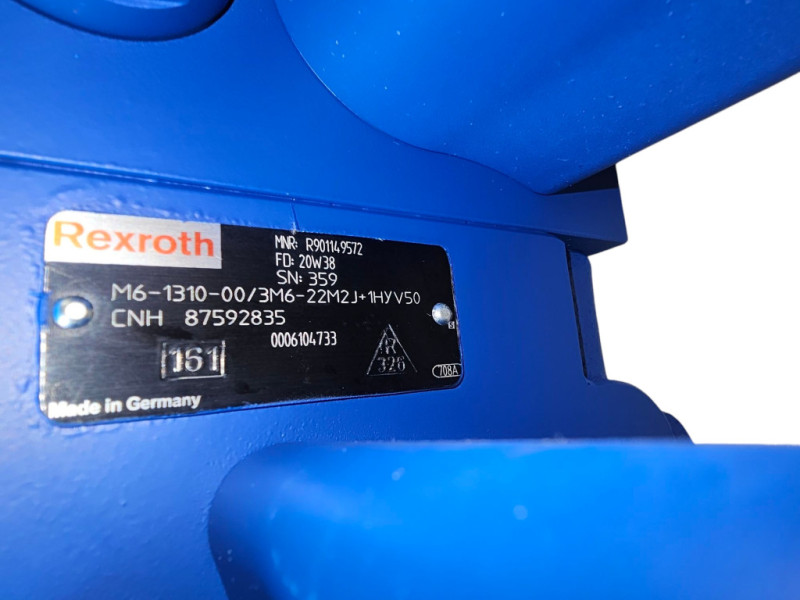 Rexroth
MNR: R901149572
FD: 20W38
SN: 359
M6-1310-00/3M6-22M2J+1HYV50
CNH 87592835
0006104733
161
326
708A
Made in Germany